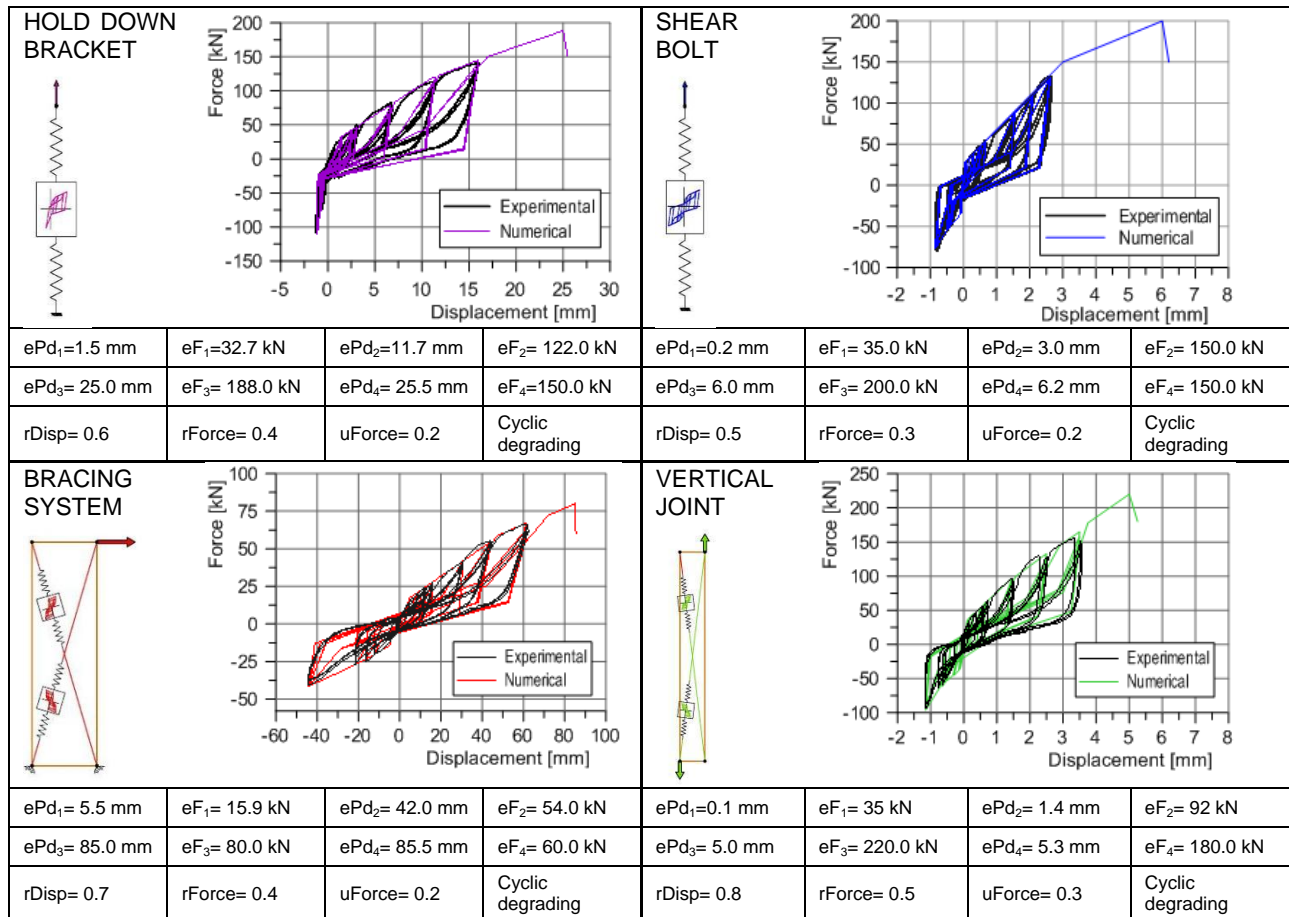 HOLD DOWN
BRACKET
200
150
100
50
0
-50
-100
-150
Force [kN]
Experimental
Numerical
-5 0 5 10 15 20 25 30
Displacement [mm]
ePd₁=1.5 mm eF₁=32.7 kN ePd₂=11.7 mm eF₂= 122.0 kN
ePd₃= 25.0 mm eF₃= 188.0 kN ePd₄= 25.5 mm eF₄=150.0 kN
rDisp= 0.6 rForce= 0.4 uForce= 0.2 Cyclic
degrading
SHEAR
BOLT
200
150
100
50
0
-50
-100
Force [kN]
Experimental
Numerical
-2 -1 0 1 2 3 4 5 6 7 8
Displacement [mm]
ePd₁=0.2 mm eF₁= 35.0 kN ePd₂= 3.0 mm eF₂= 150.0 kN
ePd₃= 6.0 mm eF₃= 200.0 kN ePd₄= 6.2 mm eF₄= 150.0 kN
rDisp= 0.5 rForce= 0.3 uForce= 0.2 Cyclic
degrading
BRACING
SYSTEM
100
75
50
25
0
-25
-50
Force [kN]
Experimental
Numerical
-60 -40 -20 0 20 40 60 80 100
Displacement [mm]
ePd₁= 5.5 mm eF₁= 15.9 kN ePd₂= 42.0 mm eF₂= 54.0 kN
ePd₃= 85.0 mm eF₃= 80.0 kN ePd₄= 85.5 mm eF₄= 60.0 kN
rDisp= 0.7 rForce= 0.4 uForce= 0.2 Cyclic
degrading
VERTICAL
JOINT
250
200
150
100
50
0
-50
-100
Force [kN]
Experimental
Numerical
-2 -1 0 1 2 3 4 5 6 7 8
Displacement [mm]
ePd₁=0.1 mm eF₁= 35 kN ePd₂= 1.4 mm eF₂= 92 kN
ePd₃= 5.0 mm eF₃= 220.0 kN ePd₄= 5.3 mm eF₄= 180.0 kN
rDisp= 0.8 rForce= 0.5 uForce= 0.3 Cyclic
degrading